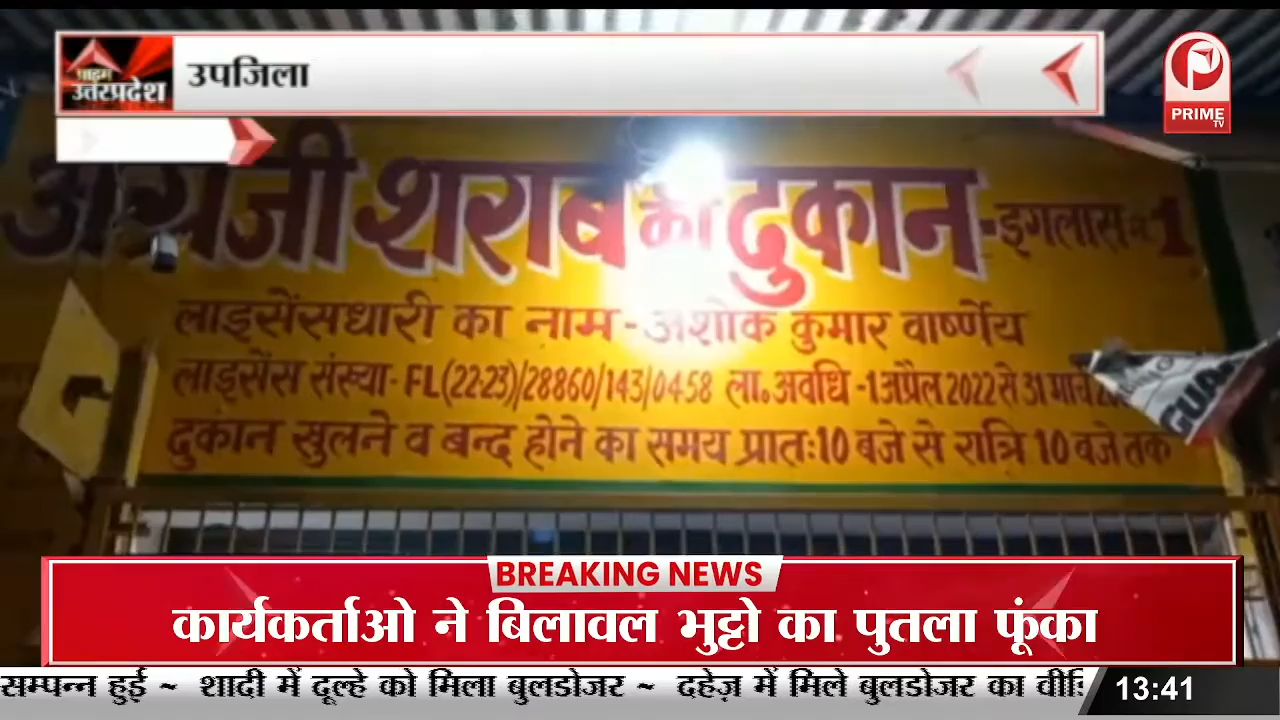 प्राइम
उत्तरप्रदेश
उपजिला
PRIME
TV
अंग्रेजी शराब की दुकान-इगलास नं. 1
लाइसेंसधारी का नाम-अशोक कुमार वार्ष्णेय
लाइसेंस संख्या- FL(22-23)/28860/143/0458 ला॰अवधि -1 अप्रैल 2022 से 31 मार्च
दुकान खुलने व बन्द होने का समय प्रातः10 बजे से रात्रि 10 बजे तक
BREAKING NEWS
कार्यकर्ताओ ने बिलावल भुट्टो का पुतला फूंका
सम्पन्न हुई ~ शादी में दूल्हे को मिला बुलडोजर ~ दहेज़ में मिले बुलडोजर का
13:41